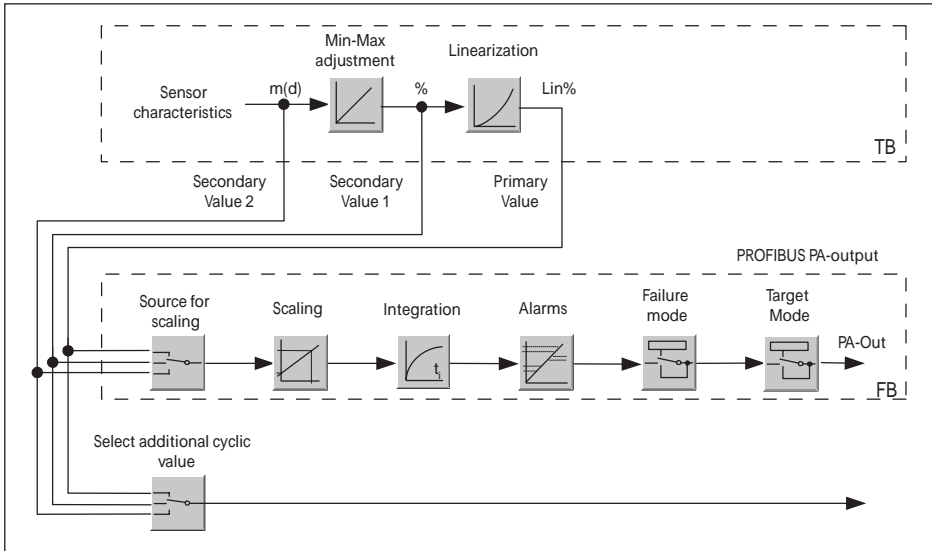 Min-Max
adjustment
Linearization
Sensor
characteristics
m(d)
%
Lin%
TB
Secondary
Value 2
Secondary
Value 1
Primary
Value
PROFIBUS PA-output
Source for
scaling
Scaling
Integration
Alarms
Failure
mode
Target
Mode
ti
PA-Out
FB
Select additional cyclic
value